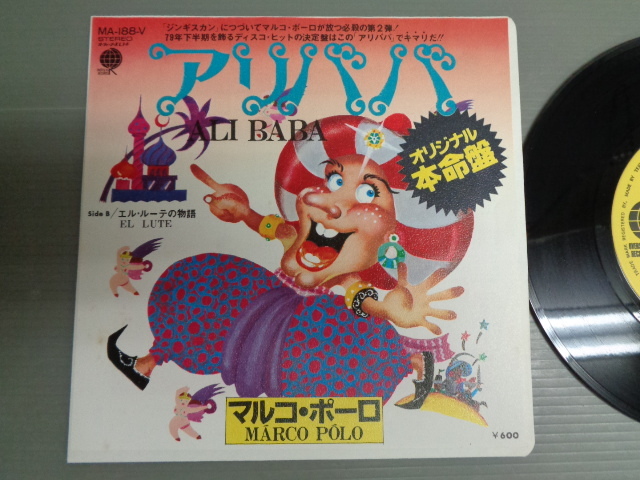 MA-188-V
STEREO
「ジンギスカン」につづいてマルコ・ポーロが放つ必殺の第2弾!
'79年下半期を飾るディスコ・ヒットの決定盤はこの「アリババ」でキマリだ!!
アリババ
ALI BABA
オリジナル
本命盤
Side B/エル・ルーテの物語
EL LUTE
マルコ・ポーロ
MÁRCO PÓLO
¥600